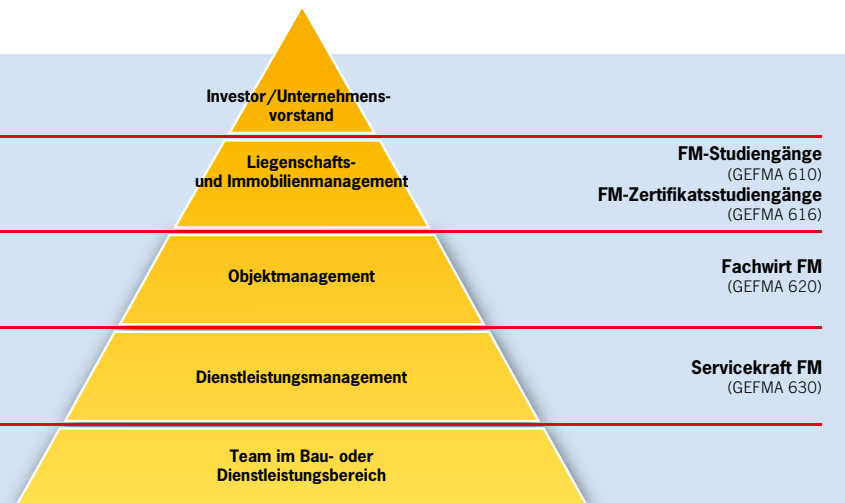 Investor/Unternehmens-
vorstand
Liegenschafts-
und Immobilienmanagement
FM-Studiengänge
(GEFMA 610)
FM-Zertifikatsstudiengänge
(GEFMA 616)
Objektmanagement
Fachwirt FM
(GEFMA 620)
Dienstleistungsmanagement
Servicekraft FM
(GEFMA 630)
Team im Bau- oder
Dienstleistungsbereich